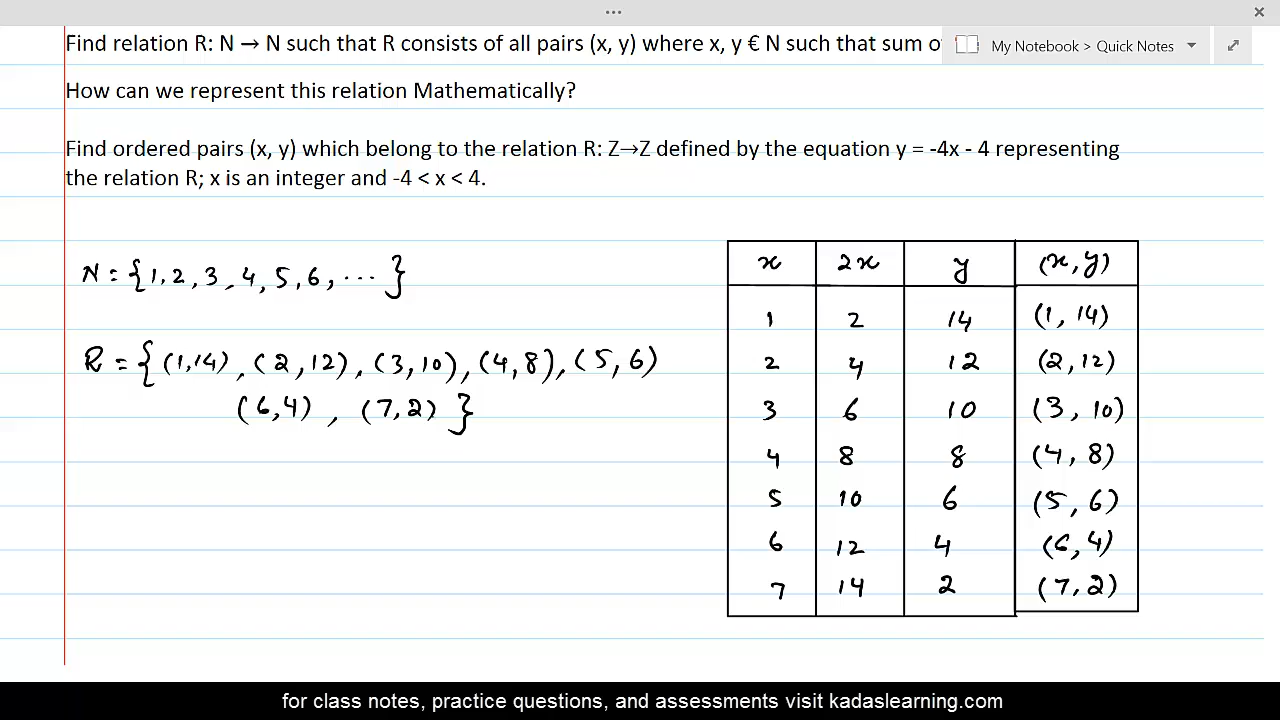 Find relation R: N → N such that R consists of all pairs (x, y) where x, y € N such that sum
My Notebook > Quick Notes
How can we represent this relation Mathematically?
Find ordered pairs (x, y) which belong to the relation R: Z→Z defined by the equation y = -4x - 4 representing
the relation R; x is an integer and -4 < x < 4.
N = {1, 2, 3, 4, 5, 6, ... }
R = { (1,14), (2,12), (3,10), (4,8), (5,6)
(6,4), (7,2) }
x 2x y (x, y)
1 2 14 (1, 14)
2 4 12 (2, 12)
3 6 10 (3, 10)
4 8 8 (4, 8)
5 10 6 (5, 6)
6 12 4 (6, 4)
7 14 2 (7, 2)
for class notes, practice questions, and assessments visit kadaslearning.com